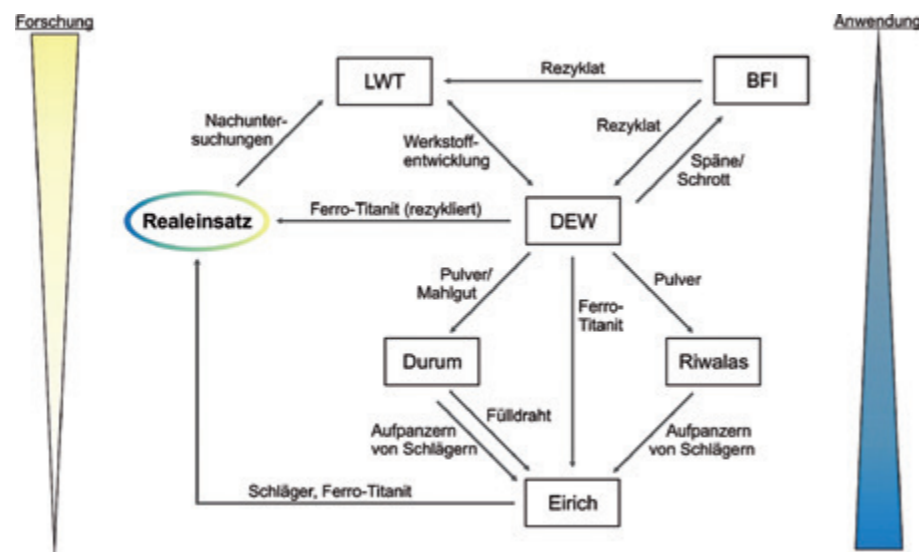 Forschung
Anwendung
LWT
Rezyklat
BFI
Nachunter-
suchungen
Werkstoff-
entwicklung
Rezyklat
Späne/
Schrott
Realeinsatz
Ferro-Titanit (rezykliert)
DEW
Pulver/
Mahlgut
Ferro-
Titanit
Pulver
Durum
Riwalas
Fülldraht
Aufpanzern
von Schlägern
Aufpanzern
von Schlägern
Schläger, Ferro-Titanit
Eirich